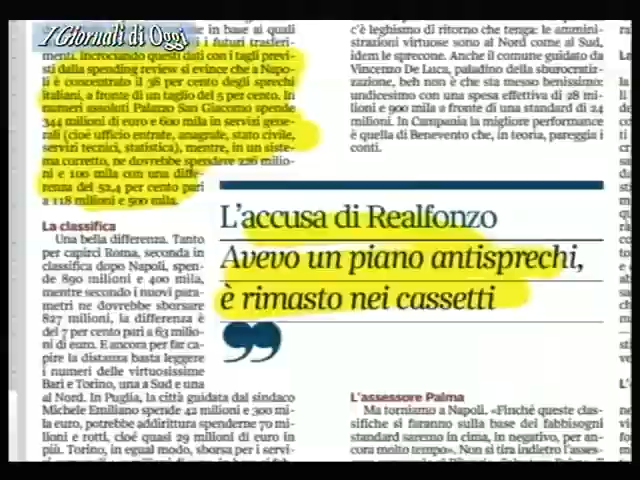 I Giornali di Oggi
ne in base ai quali
i futuri trasferi-
menti. Incrociando questi dati con i tagli previ-
sti dalla spending review si evince che a Napo-
li è concentrato il 38 per cento degli sprechi
italiani, a fronte di un taglio del 5 per cento. In
numeri assoluti Palazzo San Giacomo spende
344 milioni di euro e 600 mila in servizi gene-
rali (cioè ufficio entrate, anagrafe, stato civile,
servizi tecnici, statistica), mentre, in un siste-
ma corretto, ne dovrebbe spendere 226 milio-
ni e 100 mila con una diffe-
renza del 52,4 per cento pari
a 118 milioni e 500 mila.
La classifica
Una bella differenza. Tanto
per capirci Roma, seconda in
classifica dopo Napoli, spen-
de 890 milioni e 400 mila,
mentre secondo i nuovi para-
metri ne dovrebbe sborsare
827 milioni, la differenza è
del 7 per cento pari a 63 milio-
ni di euro. E ancora per far ca-
pire la distanza basta leggere
i numeri delle virtuosissime
Bari e Torino, una a Sud e una
al Nord. In Puglia, la città guidata dal sindaco
Michele Emiliano spende 42 milioni e 300 mi-
la euro, potrebbe addirittura spenderne 70 mi-
lioni e rotti, cioè quasi 29 milioni di euro in
più. Torino, in egual modo, sborsa per i servi-
L'accusa di Realfonzo
Avevo un piano antisprechi,
è rimasto nei cassetti
”
c'è leghismo di ritorno che tenga: le ammini-
strazioni virtuose sono al Nord come al Sud,
idem le sprecone. Anche il comune guidato da
Vincenzo De Luca, paladino della sburocratiz-
zazione, beh non è che sta messo benissimo:
undicesimo con una spesa effettiva di 28 mi-
lioni e 900 mila a fronte di una standard di 24
milioni. In Campania la migliore performance
è quella di Benevento che, in teoria, pareggia i
conti.
L'assessore Palma
Ma torniamo a Napoli. «Finché queste clas-
sifiche si faranno sulla base dei fabbisogni
standard saremo in cima, in negativo, per an-
cora molto tempo». Non si tira indietro l'asses-